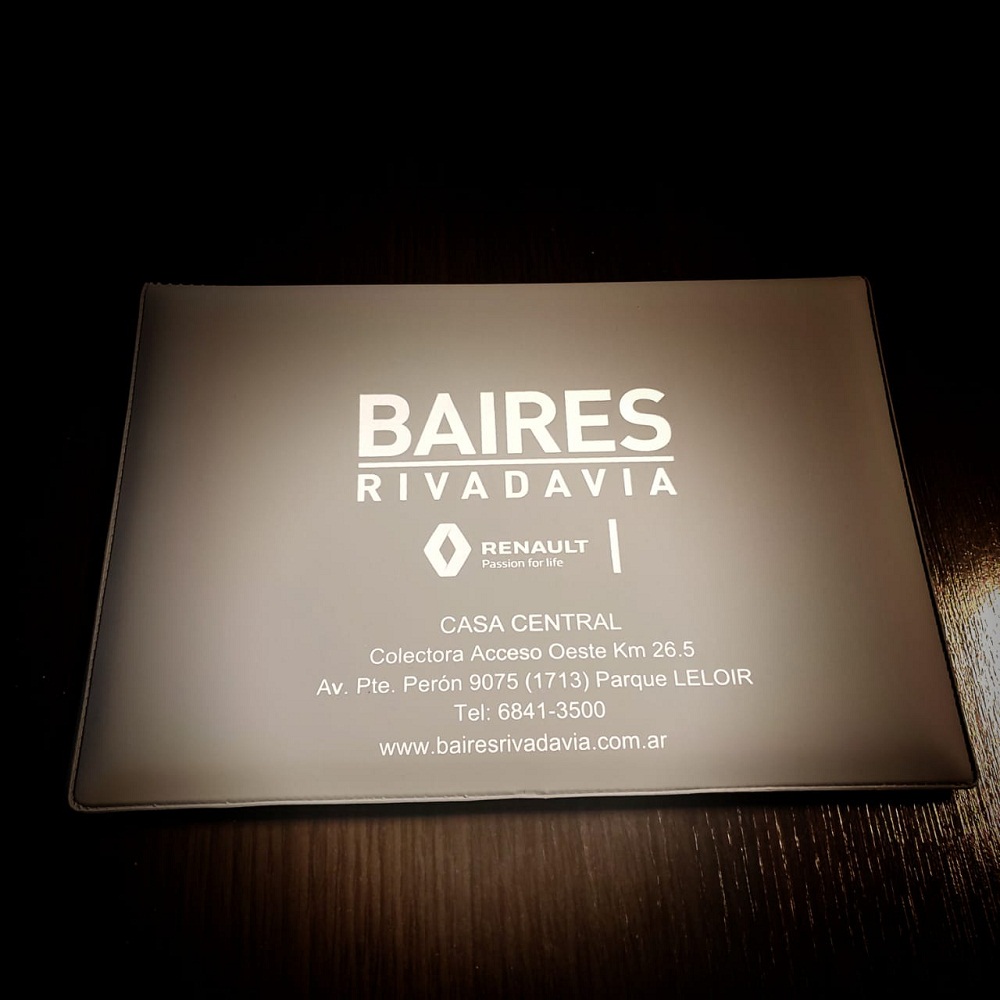 BAIRES
RIVADAVIA
RENAULT
Passion for life
CASA CENTRAL
Colectora Acceso Oeste Km 26.5
Av. Pte. Perón 9075 (1713) Parque LELOIR
Tel: 6841-3500
www.bairesrivadavia.com.ar